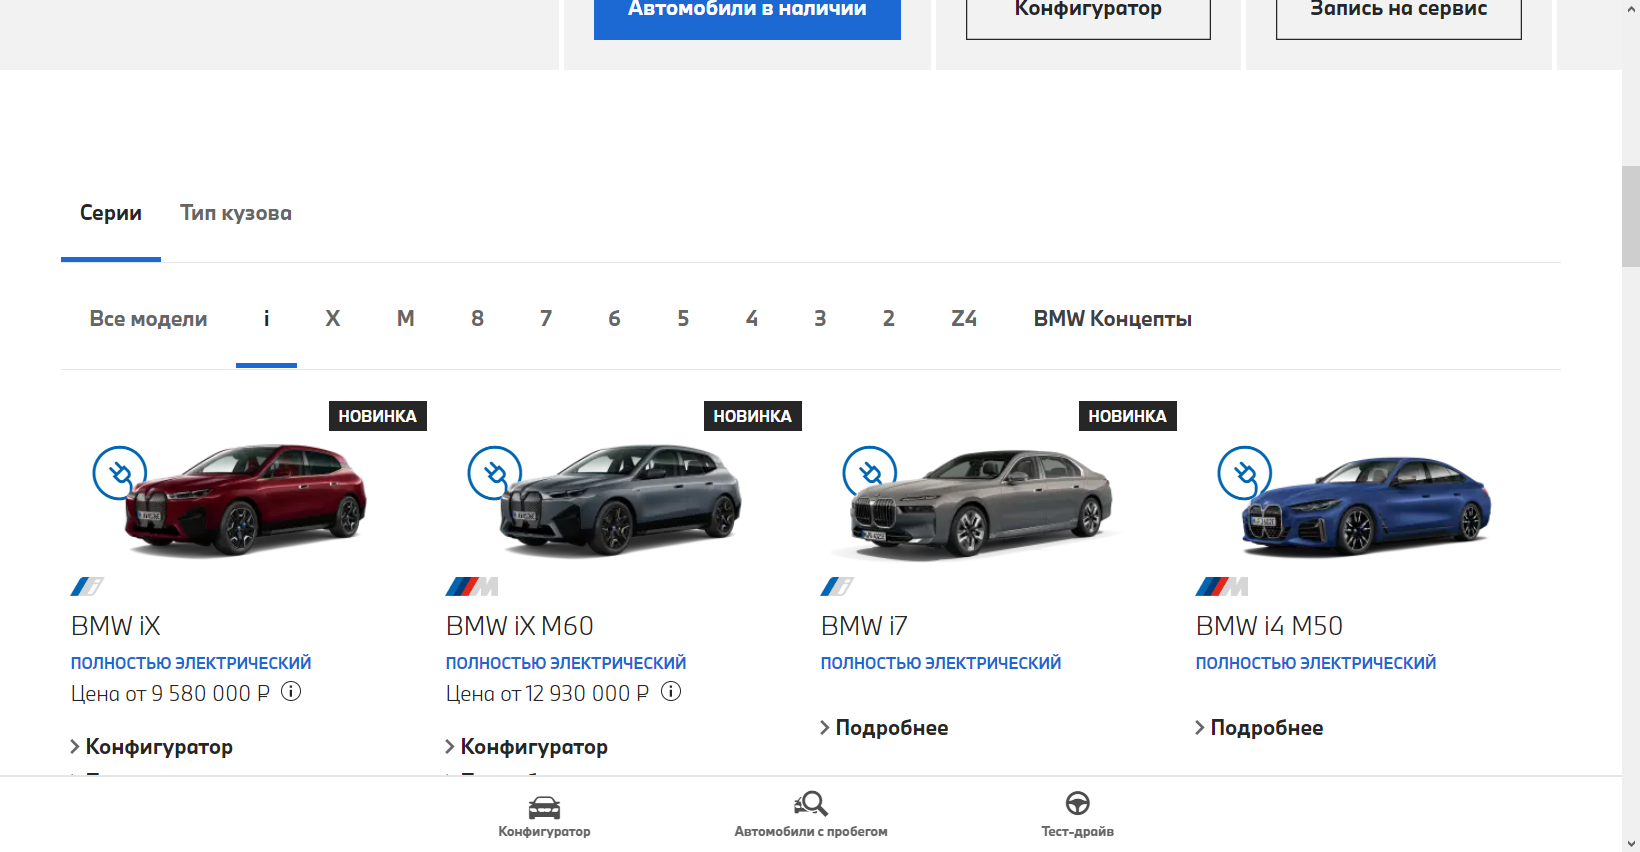 Автомобили в наличии
Конфигуратор
Запись на сервис
Серии
Тип кузова
Все модели
i
X
M
8
7
6
5
4
3
2
Z4
BMW Концепты
НОВИНКА
НОВИНКА
НОВИНКА
BMW iX
ПОЛНОСТЬЮ ЭЛЕКТРИЧЕСКИЙ
Цена от 9 580 000 ₽
Конфигуратор
BMW iX M60
ПОЛНОСТЬЮ ЭЛЕКТРИЧЕСКИЙ
Цена от 12 930 000 ₽
Конфигуратор
BMW i7
ПОЛНОСТЬЮ ЭЛЕКТРИЧЕСКИЙ
Подробнее
BMW i4 M50
ПОЛНОСТЬЮ ЭЛЕКТРИЧЕСКИЙ
Подробнее
Конфигуратор
Автомобили с пробегом
Тест-драйв